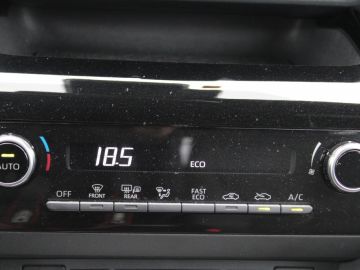 18.5 ECO
AUTO
OFF FRONT REAR FAST ECO A/C